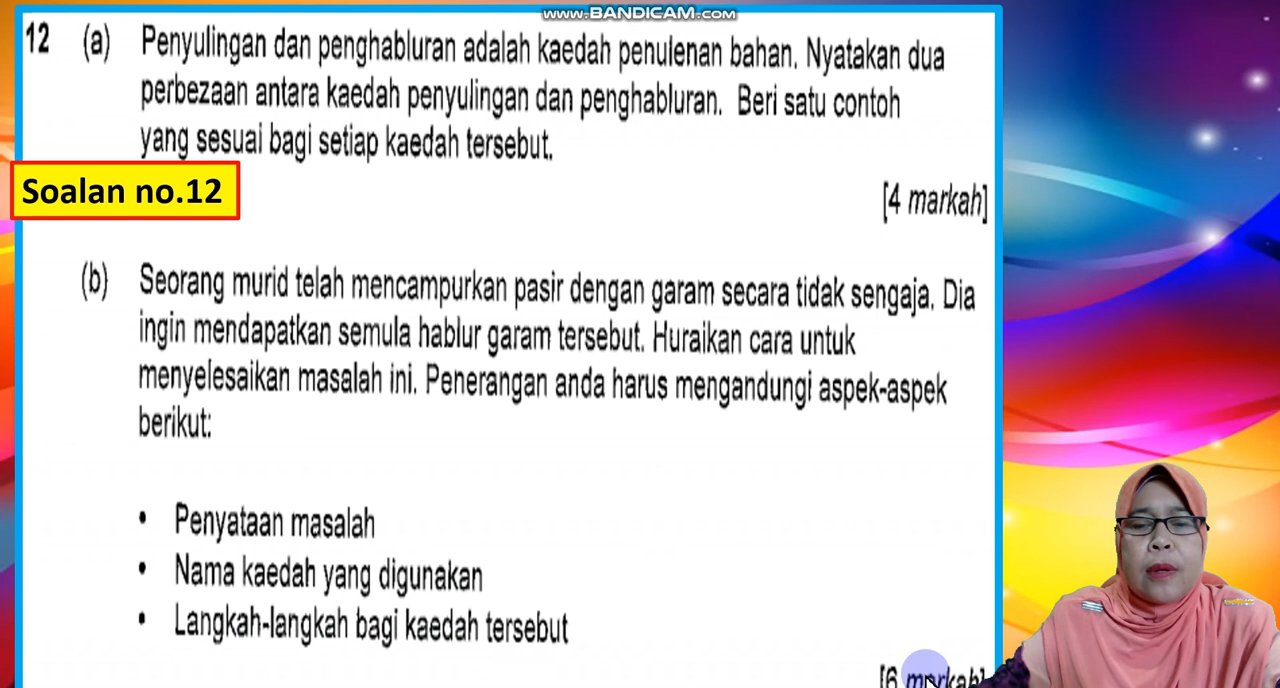 www.BANDICAM.com
12 (a) Penyulingan dan penghabluran adalah kaedah penulenan bahan. Nyatakan dua
perbezaan antara kaedah penyulingan dan penghabluran. Beri satu contoh
yang sesuai bagi setiap kaedah tersebut.
Soalan no.12
[4 markah]
(b) Seorang murid telah mencampurkan pasir dengan garam secara tidak sengaja. Dia
ingin mendapatkan semula hablur garam tersebut. Huraikan cara untuk
menyelesaikan masalah ini. Penerangan anda harus mengandungi aspek-aspek
berikut:
• Penyataan masalah
• Nama kaedah yang digunakan
• Langkah-langkah bagi kaedah tersebut
[6 markah]